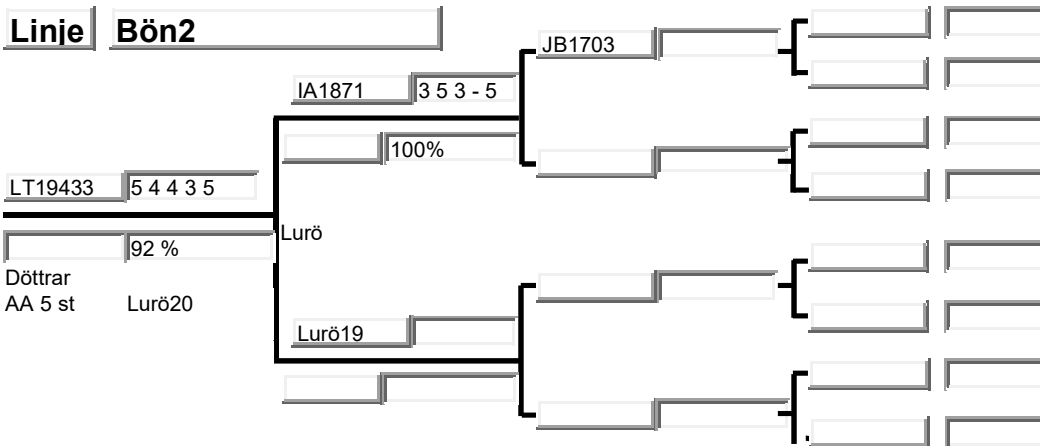 Linje Bön2
JB1703
IA1871 3 5 3 - 5
100%
LT19433 5 4 4 3 5
Lurö
92 %
Döttrar
AA 5 st Lurö20
Lurö19